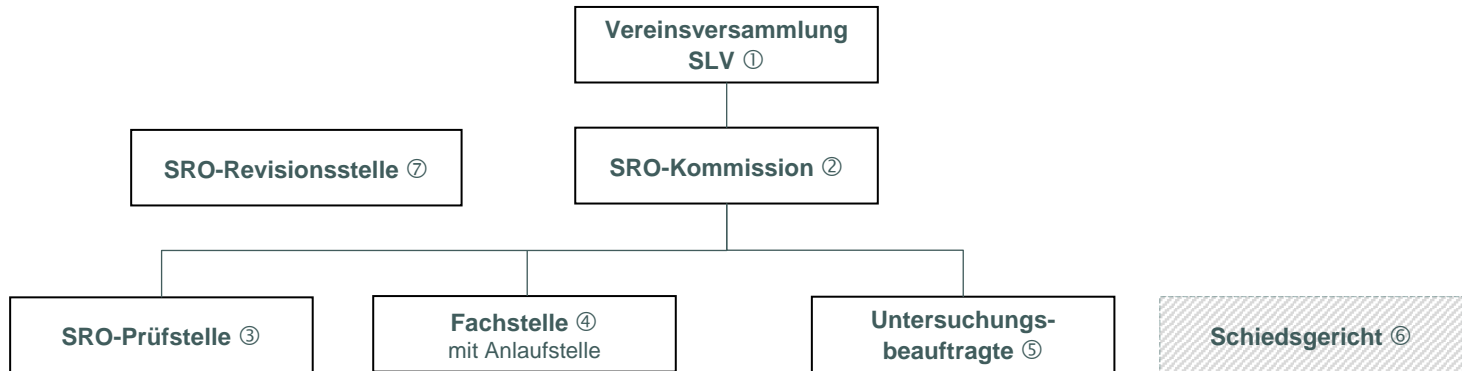 Vereinsversammlung
SLV ①
SRO-Revisionsstelle ⑦
SRO-Kommission ②
SRO-Prüfstelle ③
Fachstelle ④
mit Anlaufstelle
Untersuchungs-
beauftragte ⑤
Schiedsgericht ⑥